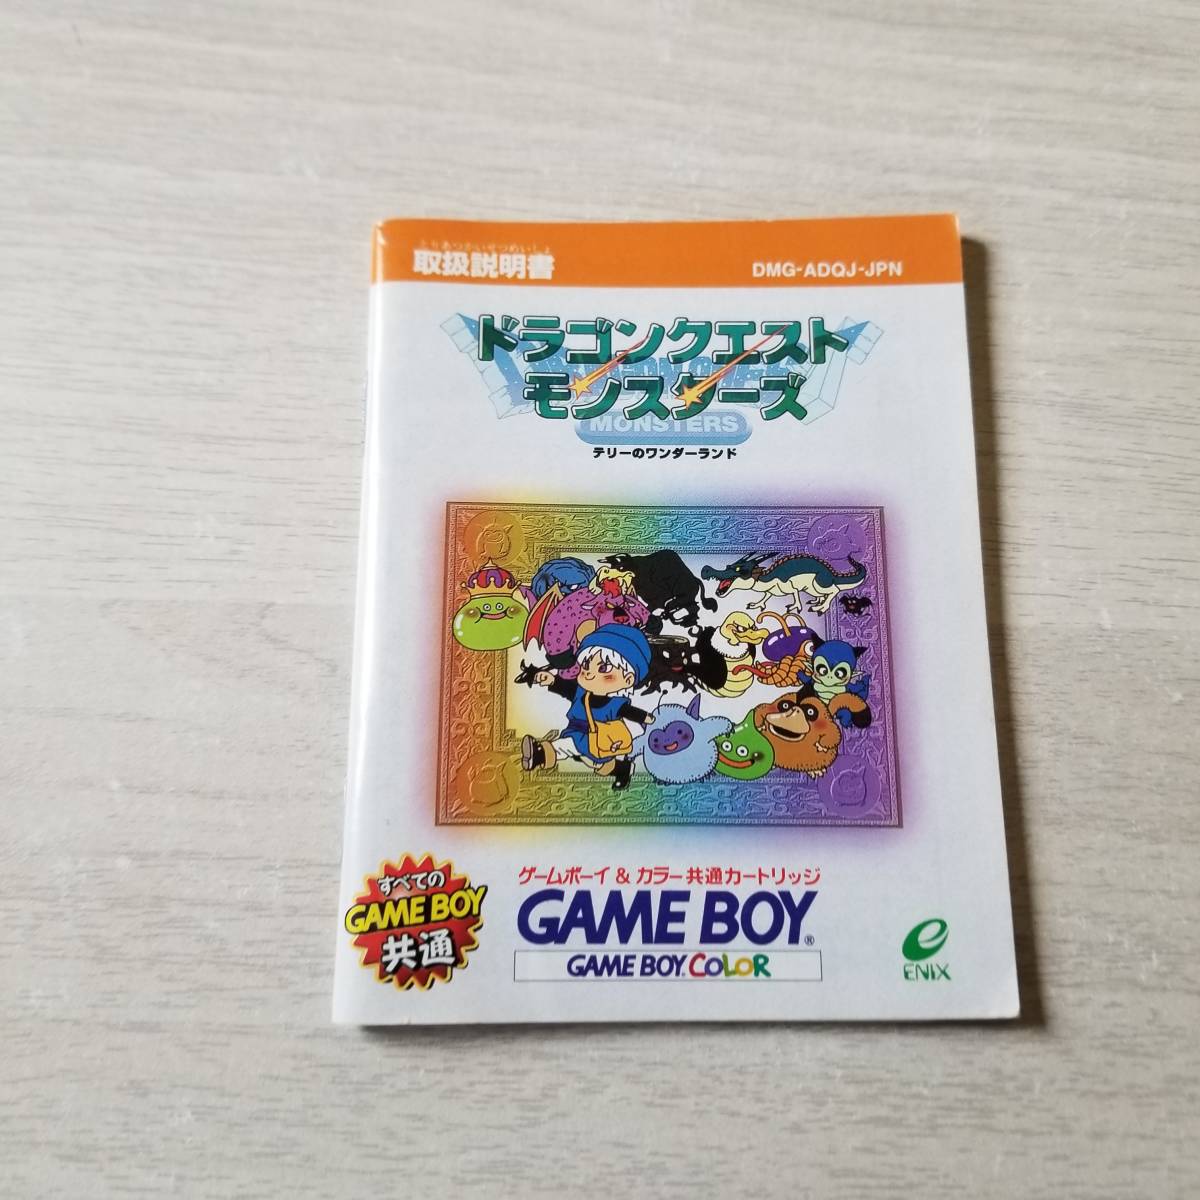 とりあつかいせつめいしょ
取扱説明書
DMG-ADQJ-JPN
ドラゴンクエスト
モンスターズ
MONSTERS
テリーのワンダーランド
すべての
GAME BOY
共通
ゲームボーイ & カラー共通カートリッジ
GAME BOY®
GAME BOY COLOR
e
ENIX